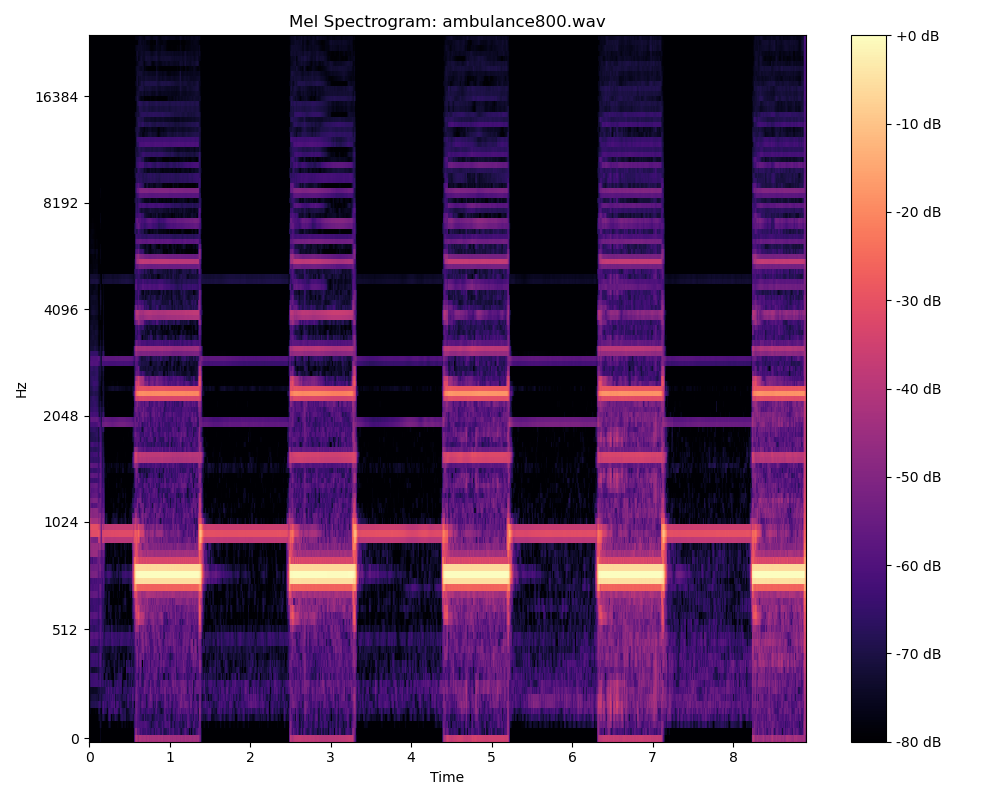 Mel Spectrogram: ambulance800.wav
Hz
16384
8192
4096
2048
1024
512
0
0 1 2 3 4 5 6 7 8
Time
+0 dB
-10 dB
-20 dB
-30 dB
-40 dB
-50 dB
-60 dB
-70 dB
-80 dB